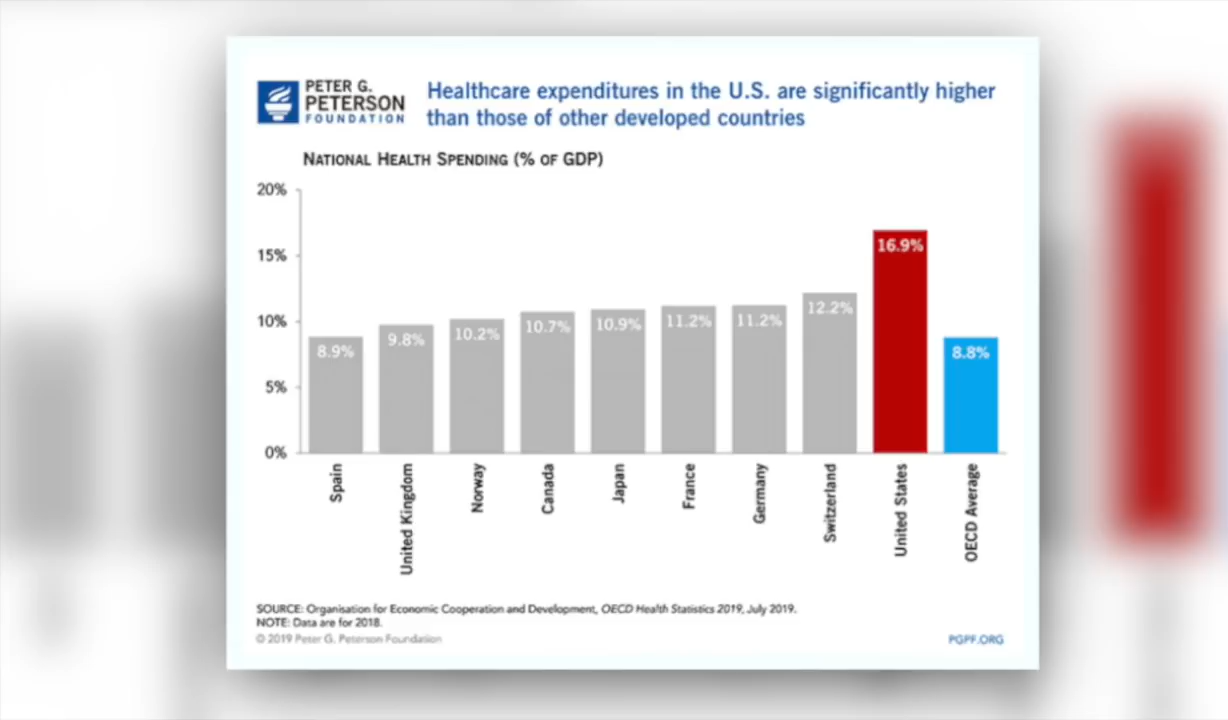 PETER G.
PETERSON
FOUNDATION
Healthcare expenditures in the U.S. are significantly higher
than those of other developed countries
NATIONAL HEALTH SPENDING (% OF GDP)
20%
15%
10%
5%
0%
8.9%
9.8%
10.2%
10.7%
10.9%
11.2%
11.2%
12.2%
16.9%
8.8%
Spain
United Kingdom
Norway
Canada
Japan
France
Germany
Switzerland
United States
OECD Average
SOURCE: Organisation for Economic Cooperation and Development, OECD Health Statistics 2019, July 2019.
NOTE: Data are for 2018.
© 2019 Peter G. Peterson Foundation
PGPF.ORG